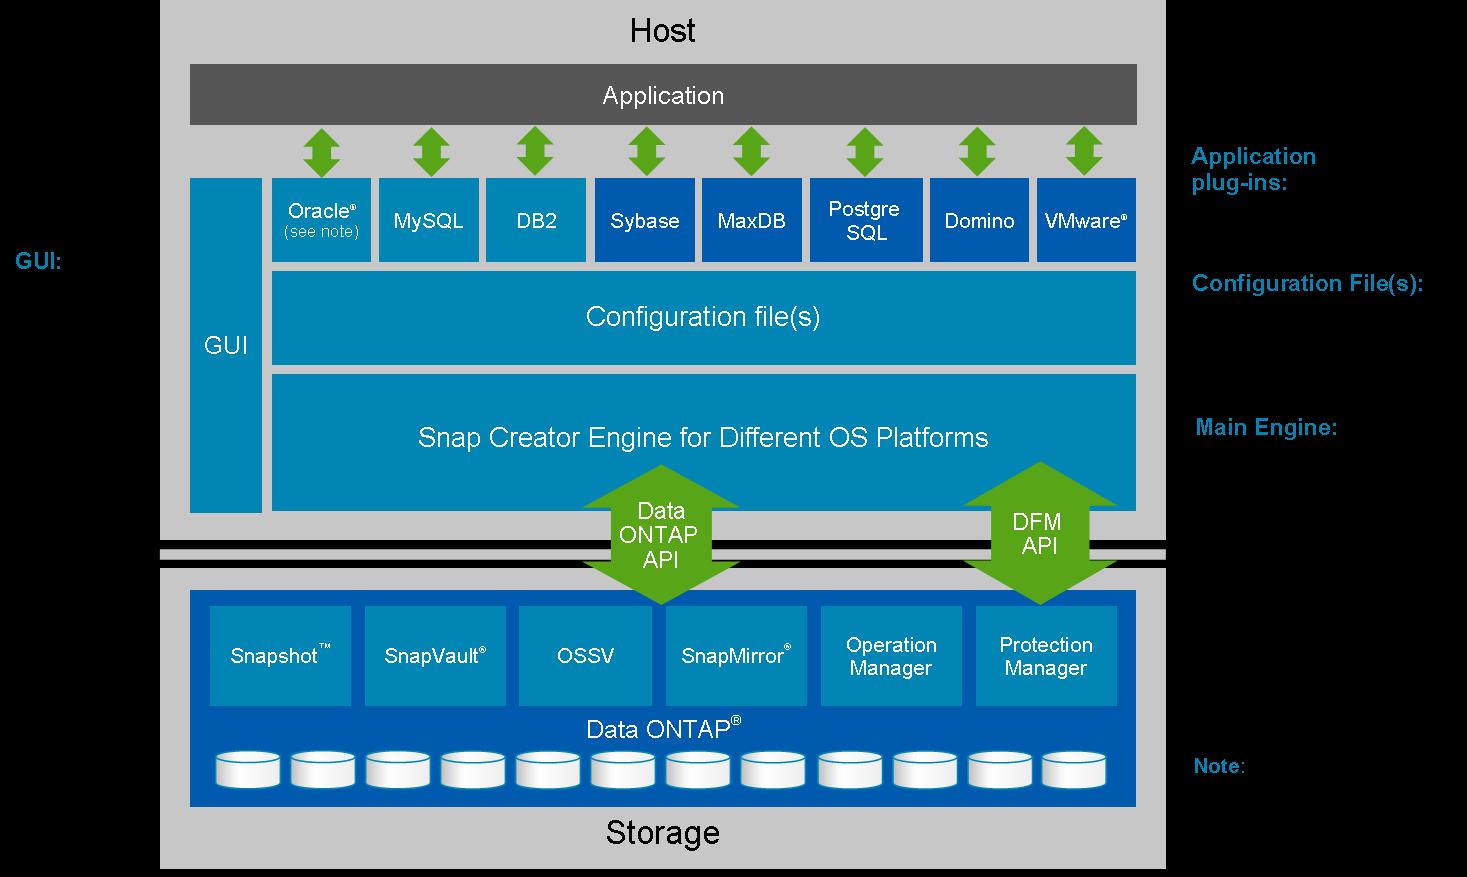 Host
Application
Application
plug-ins:
Oracle®
(see note)
MySQL
DB2
Sybase
MaxDB
Postgre
SQL
Domino
VMware®
GUI:
GUI
Configuration file(s)
Configuration File(s):
Snap Creator Engine for Different OS Platforms
Main Engine:
Data
ONTAP
API
DFM
API
Snapshot™
SnapVault®
OSSV
SnapMirror®
Operation
Manager
Protection
Manager
Data ONTAP®
Note:
Storage